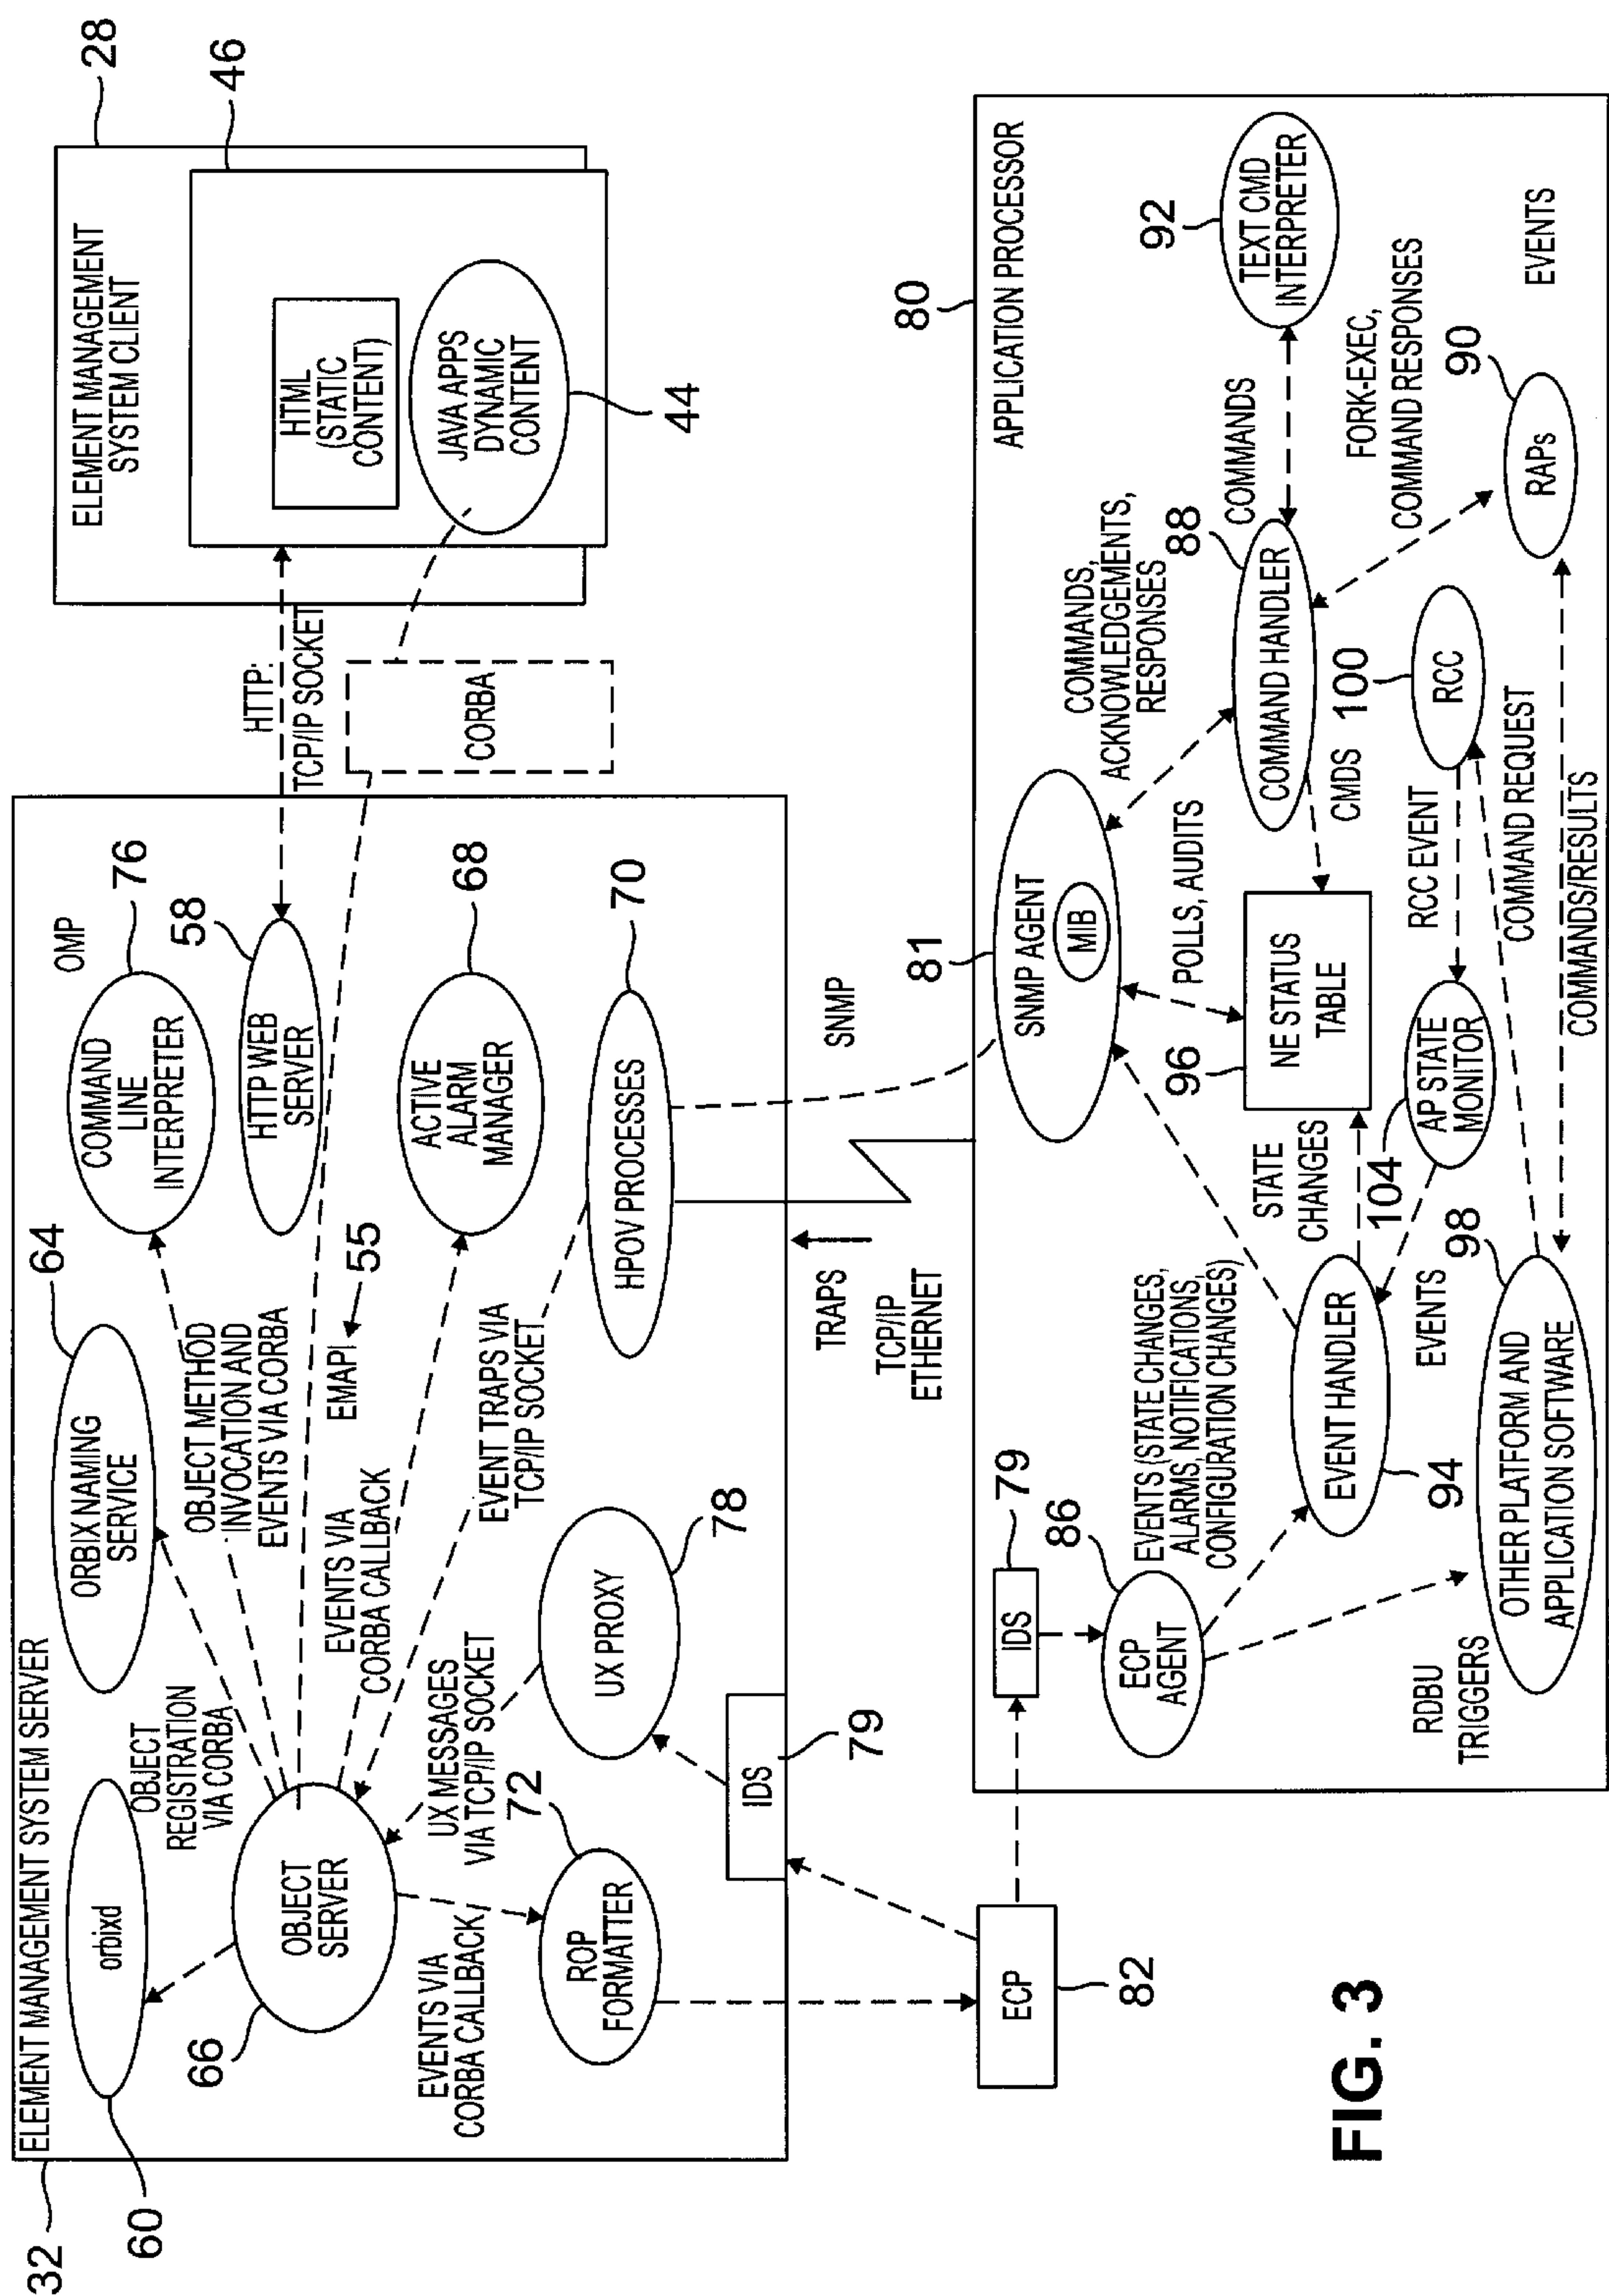 ELEMENT MANAGEMENT SYSTEM SERVER
32
60
orbixd
66
OBJECT
SERVER
OBJECT
REGISTRATION
VIA CORBA
64
ORBIX NAMING
SERVICE
OBJECT METHOD
INVOCATION AND
EVENTS VIA CORBA
OMP
76
COMMAND
LINE
INTERPRETER
58
HTTP WEB
SERVER
EMAPI
55
EVENTS VIA
CORBA CALLBACK
68
ACTIVE
ALARM
MANAGER
EVENT TRAPS VIA
TCP/IP SOCKET
70
HPOV PROCESSES
UX MESSAGES
VIA TCP/IP SOCKET
78
UX PROXY
EVENTS VIA
CORBA CALLBACK
72
ROP
FORMATTER
IDS
79
HTTP:
TCP/IP SOCKET
CORBA
28
ELEMENT MANAGEMENT
SYSTEM CLIENT
46
HTML
(STATIC
CONTENT)
JAVA APPS
DYNAMIC
CONTENT
44
ECP
82
TRAPS
TCP/IP
ETHERNET
SNMP
80
APPLICATION PROCESSOR
IDS
79
86
ECP
AGENT
EVENTS (STATE CHANGES,
ALARMS, NOTIFICATIONS,
CONFIGURATION CHANGES)
81
SNMP AGENT
MIB
COMMANDS,
ACKNOWLEDGEMENTS,
RESPONSES
POLLS, AUDITS
88
COMMAND HANDLER
COMMANDS
92
TEXT CMD
INTERPRETER
96
NE STATUS
TABLE
CMDS
STATE
CHANGES
EVENT HANDLER
94
EVENTS
104
AP STATE
MONITOR
RCC EVENT
100
RCC
FORK-EXEC,
COMMAND RESPONSES
90
RAPs
EVENTS
COMMAND REQUEST
COMMANDS/RESULTS
RDBU
TRIGGERS
98
OTHER PLATFORM AND
APPLICATION SOFTWARE
FIG. 3